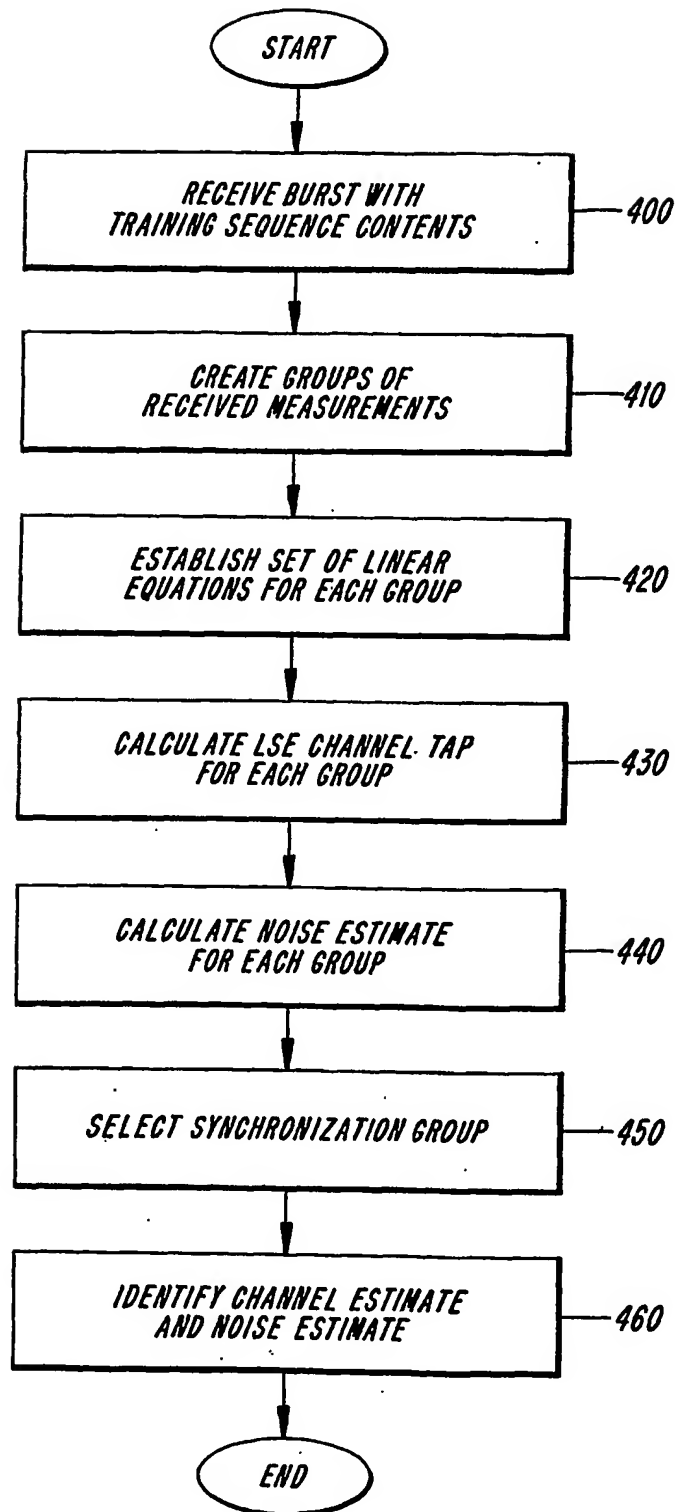 START
RECEIVE BURST WITH
TRAINING SEQUENCE CONTENTS
400
CREATE GROUPS OF
RECEIVED MEASUREMENTS
410
ESTABLISH SET OF LINEAR
EQUATIONS FOR EACH GROUP
420
CALCULATE LSE CHANNEL TAP
FOR EACH GROUP
430
CALCULATE NOISE ESTIMATE
FOR EACH GROUP
440
SELECT SYNCHRONIZATION GROUP
450
IDENTIFY CHANNEL ESTIMATE
AND NOISE ESTIMATE
460
END